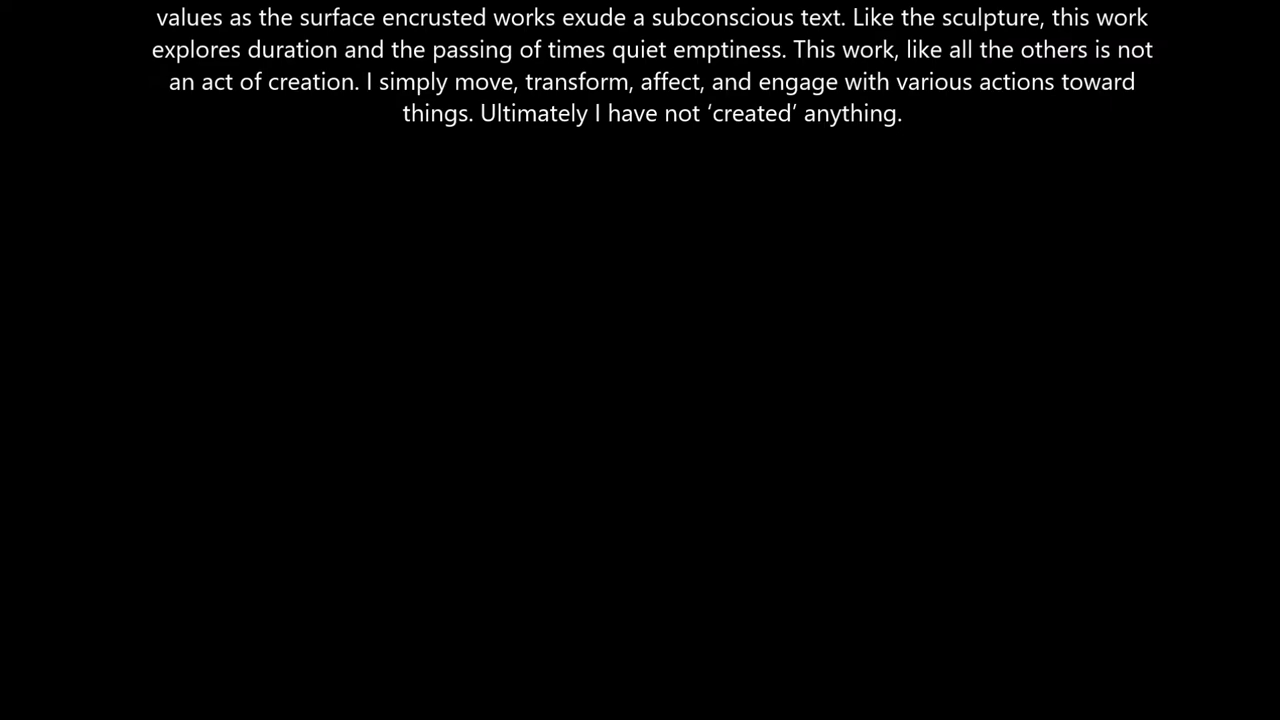 values as the surface encrusted works exude a subconscious text. Like the sculpture, this work
explores duration and the passing of times quiet emptiness. This work, like all the others is not
an act of creation. I simply move, transform, affect, and engage with various actions toward
things. Ultimately I have not ‘created’ anything.